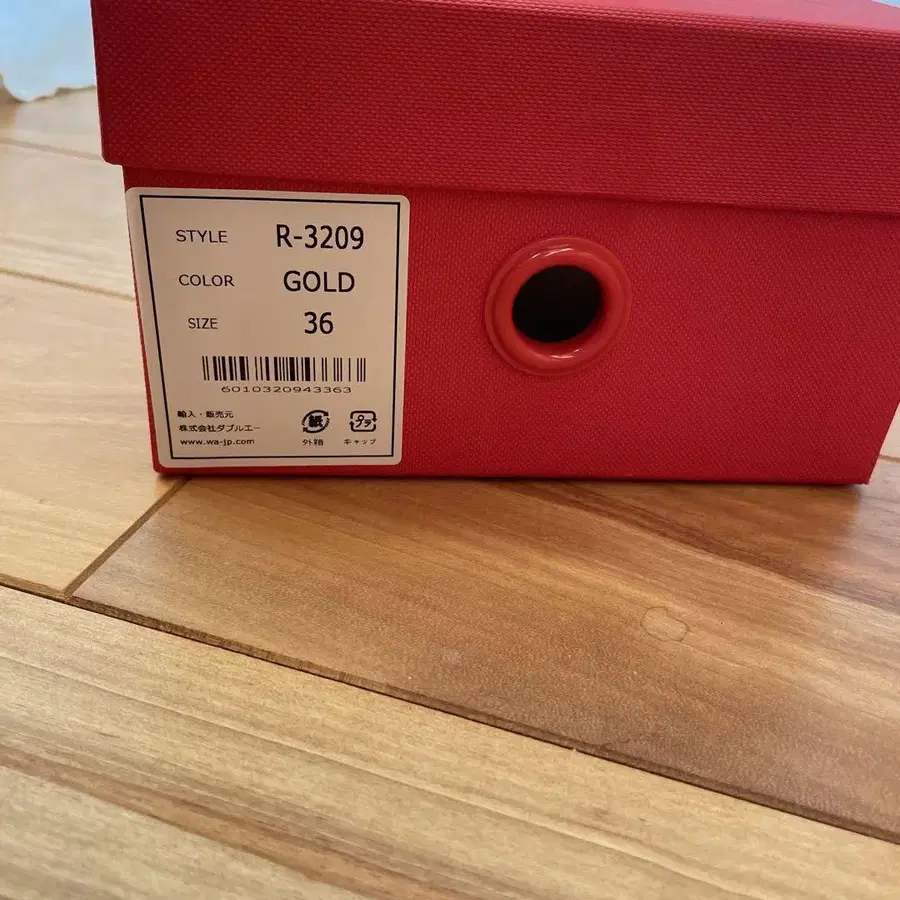 STYLE R-3209
COLOR GOLD
SIZE 36
6010320943363
輸入・販売元
株式会社ダブルエー
www.wa-jp.com
紙 プラ
外箱 キャップ